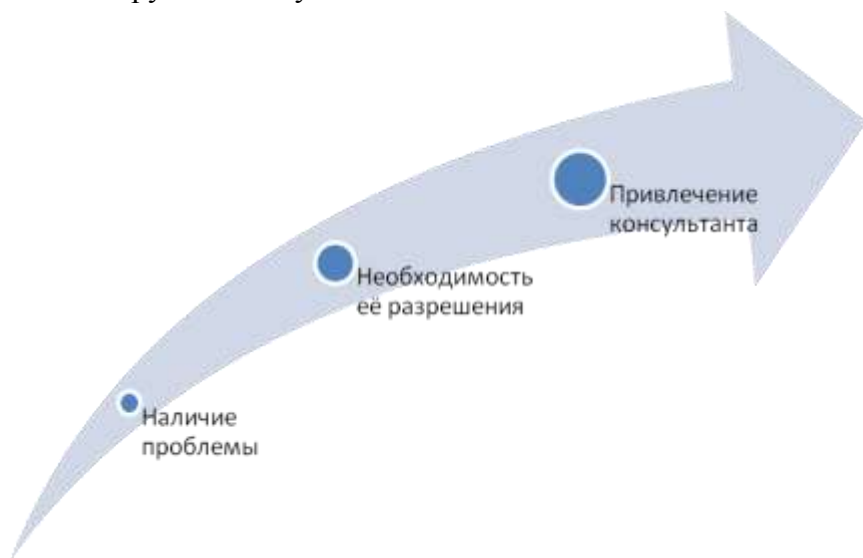 Наличие
проблемы
Необходимость
её разрешения
Привлечение
консультанта